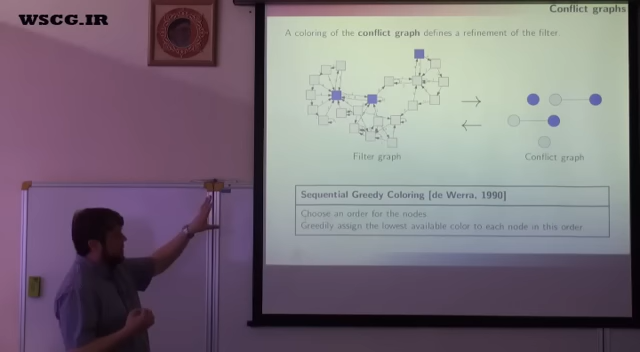 WSCG.IR
Conflict graphs
A coloring of the conflict graph defines a refinement of the filter.
Filter graph
Conflict graph
Sequential Greedy Coloring [de Werra, 1990]
Choose an order for the nodes
Greedily assign the lowest available color to each node in this order